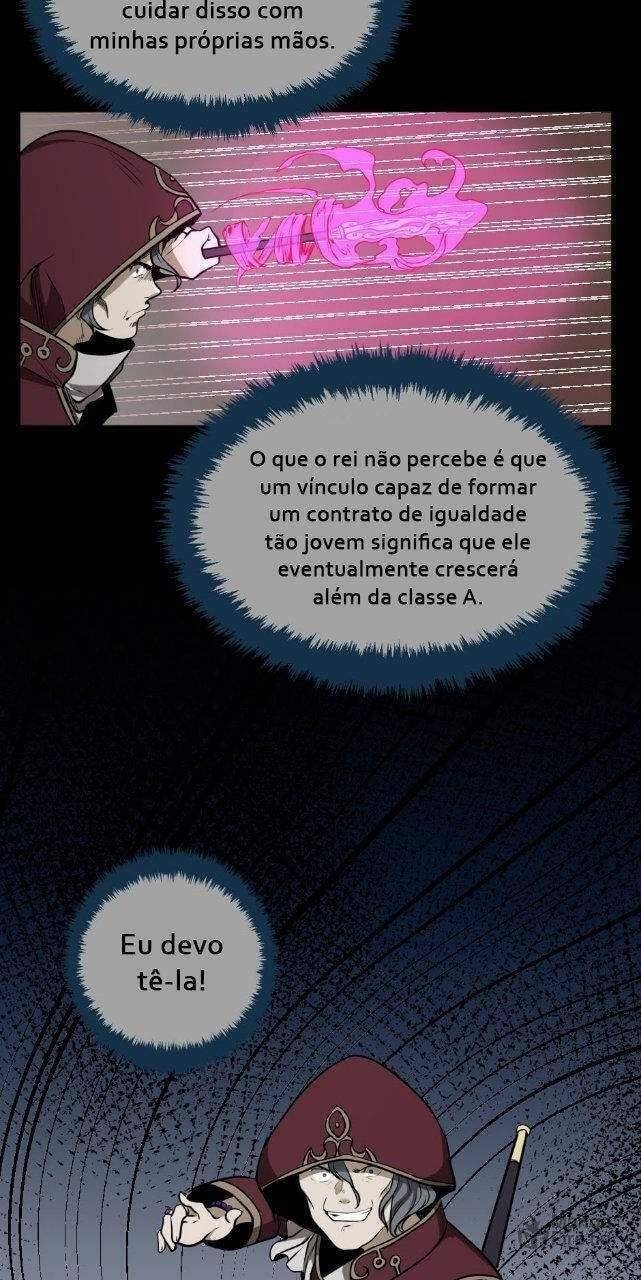 cuidar disso com
minhas próprias mãos.
O que o rei não percebe é que
um vínculo capaz de formar
um contrato de igualdade
tão jovem significa que ele
eventualmente crescerá
além da classe A.
Eu devo
tê-la!